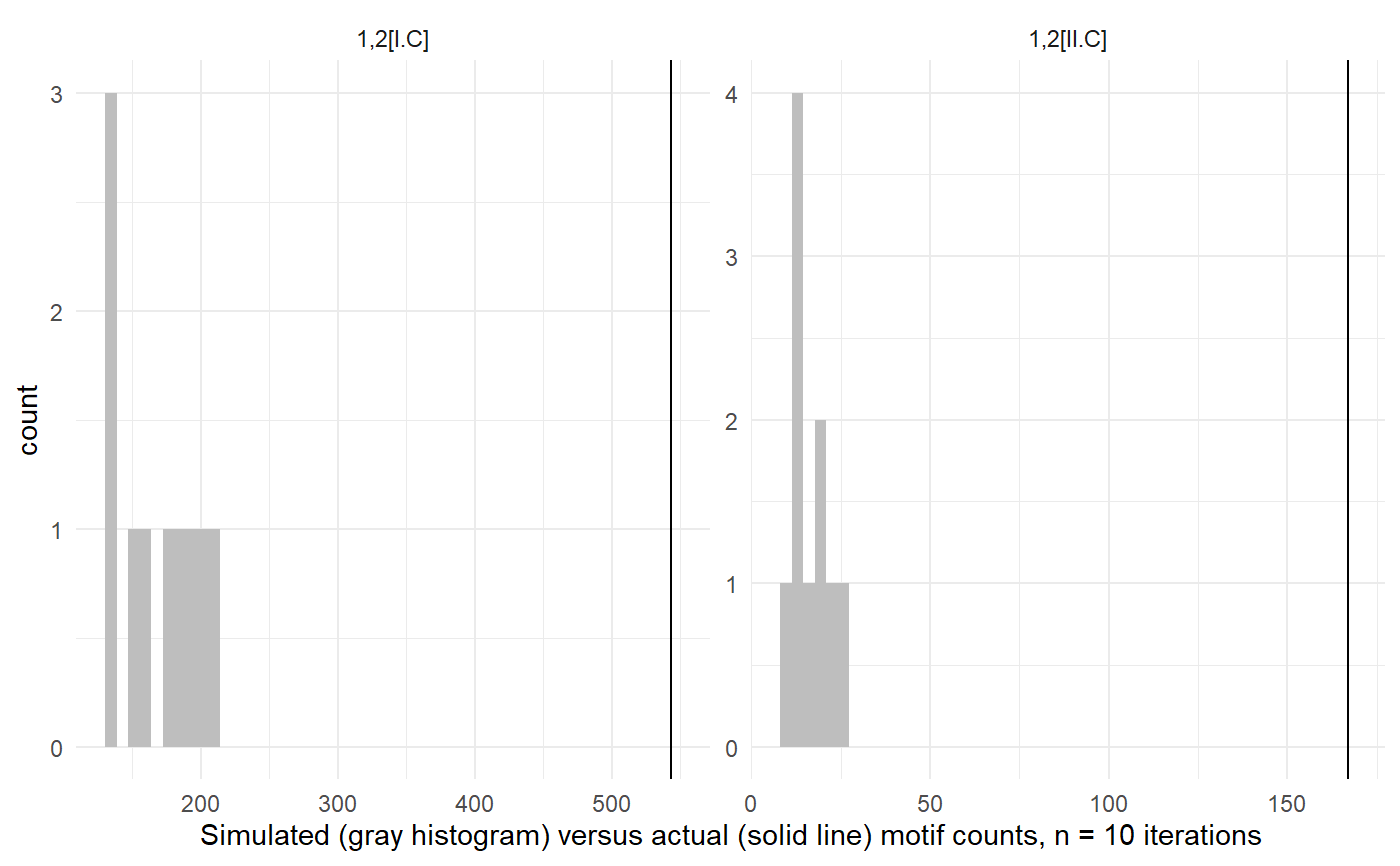 1,2[I.C] 1,2[II.C]
3 4
3
2
2
count
1 1
0 0
200 300 400 500 0 50 100 150
Simulated (gray histogram) versus actual (solid line) motif counts, n = 10 iterations